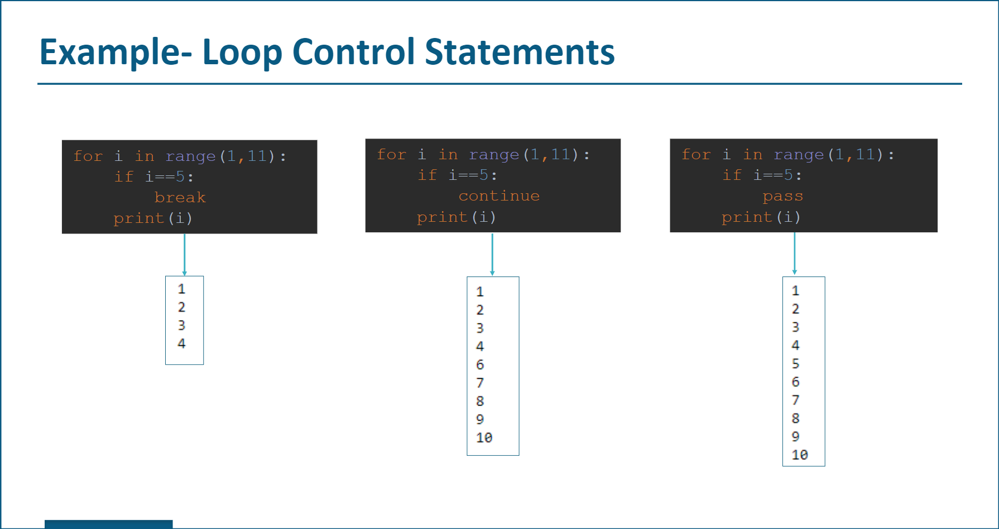 Example- Loop Control Statements
for i in range(1,11):
    if i==5:
        break
    print(i)
1
2
3
4
for i in range(1,11):
    if i==5:
        continue
    print(i)
1
2
3
4
6
7
8
9
10
for i in range(1,11):
    if i==5:
        pass
    print(i)
1
2
3
4
5
6
7
8
9
10